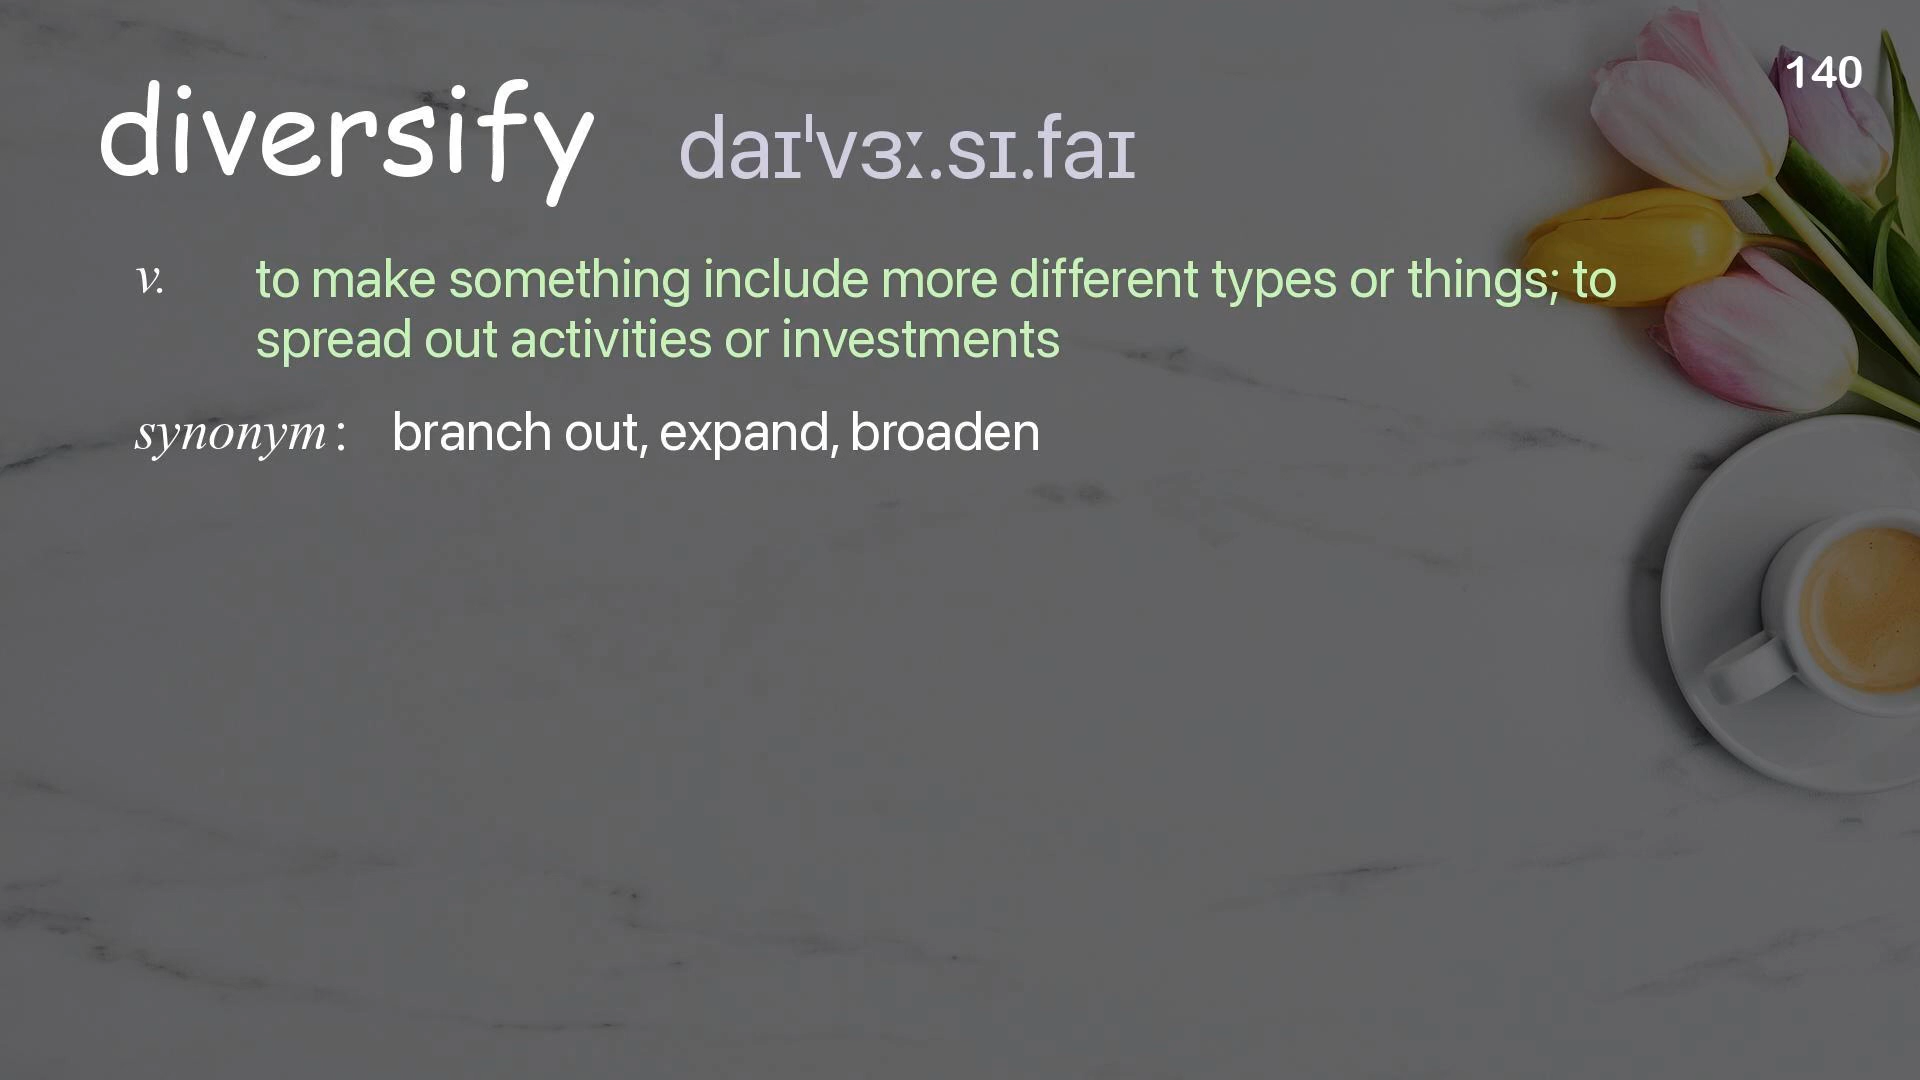 140
diversify daɪˈvɜː.sɪ.faɪ
v. to make something include more different types or things; to
spread out activities or investments
synonym: branch out, expand, broaden